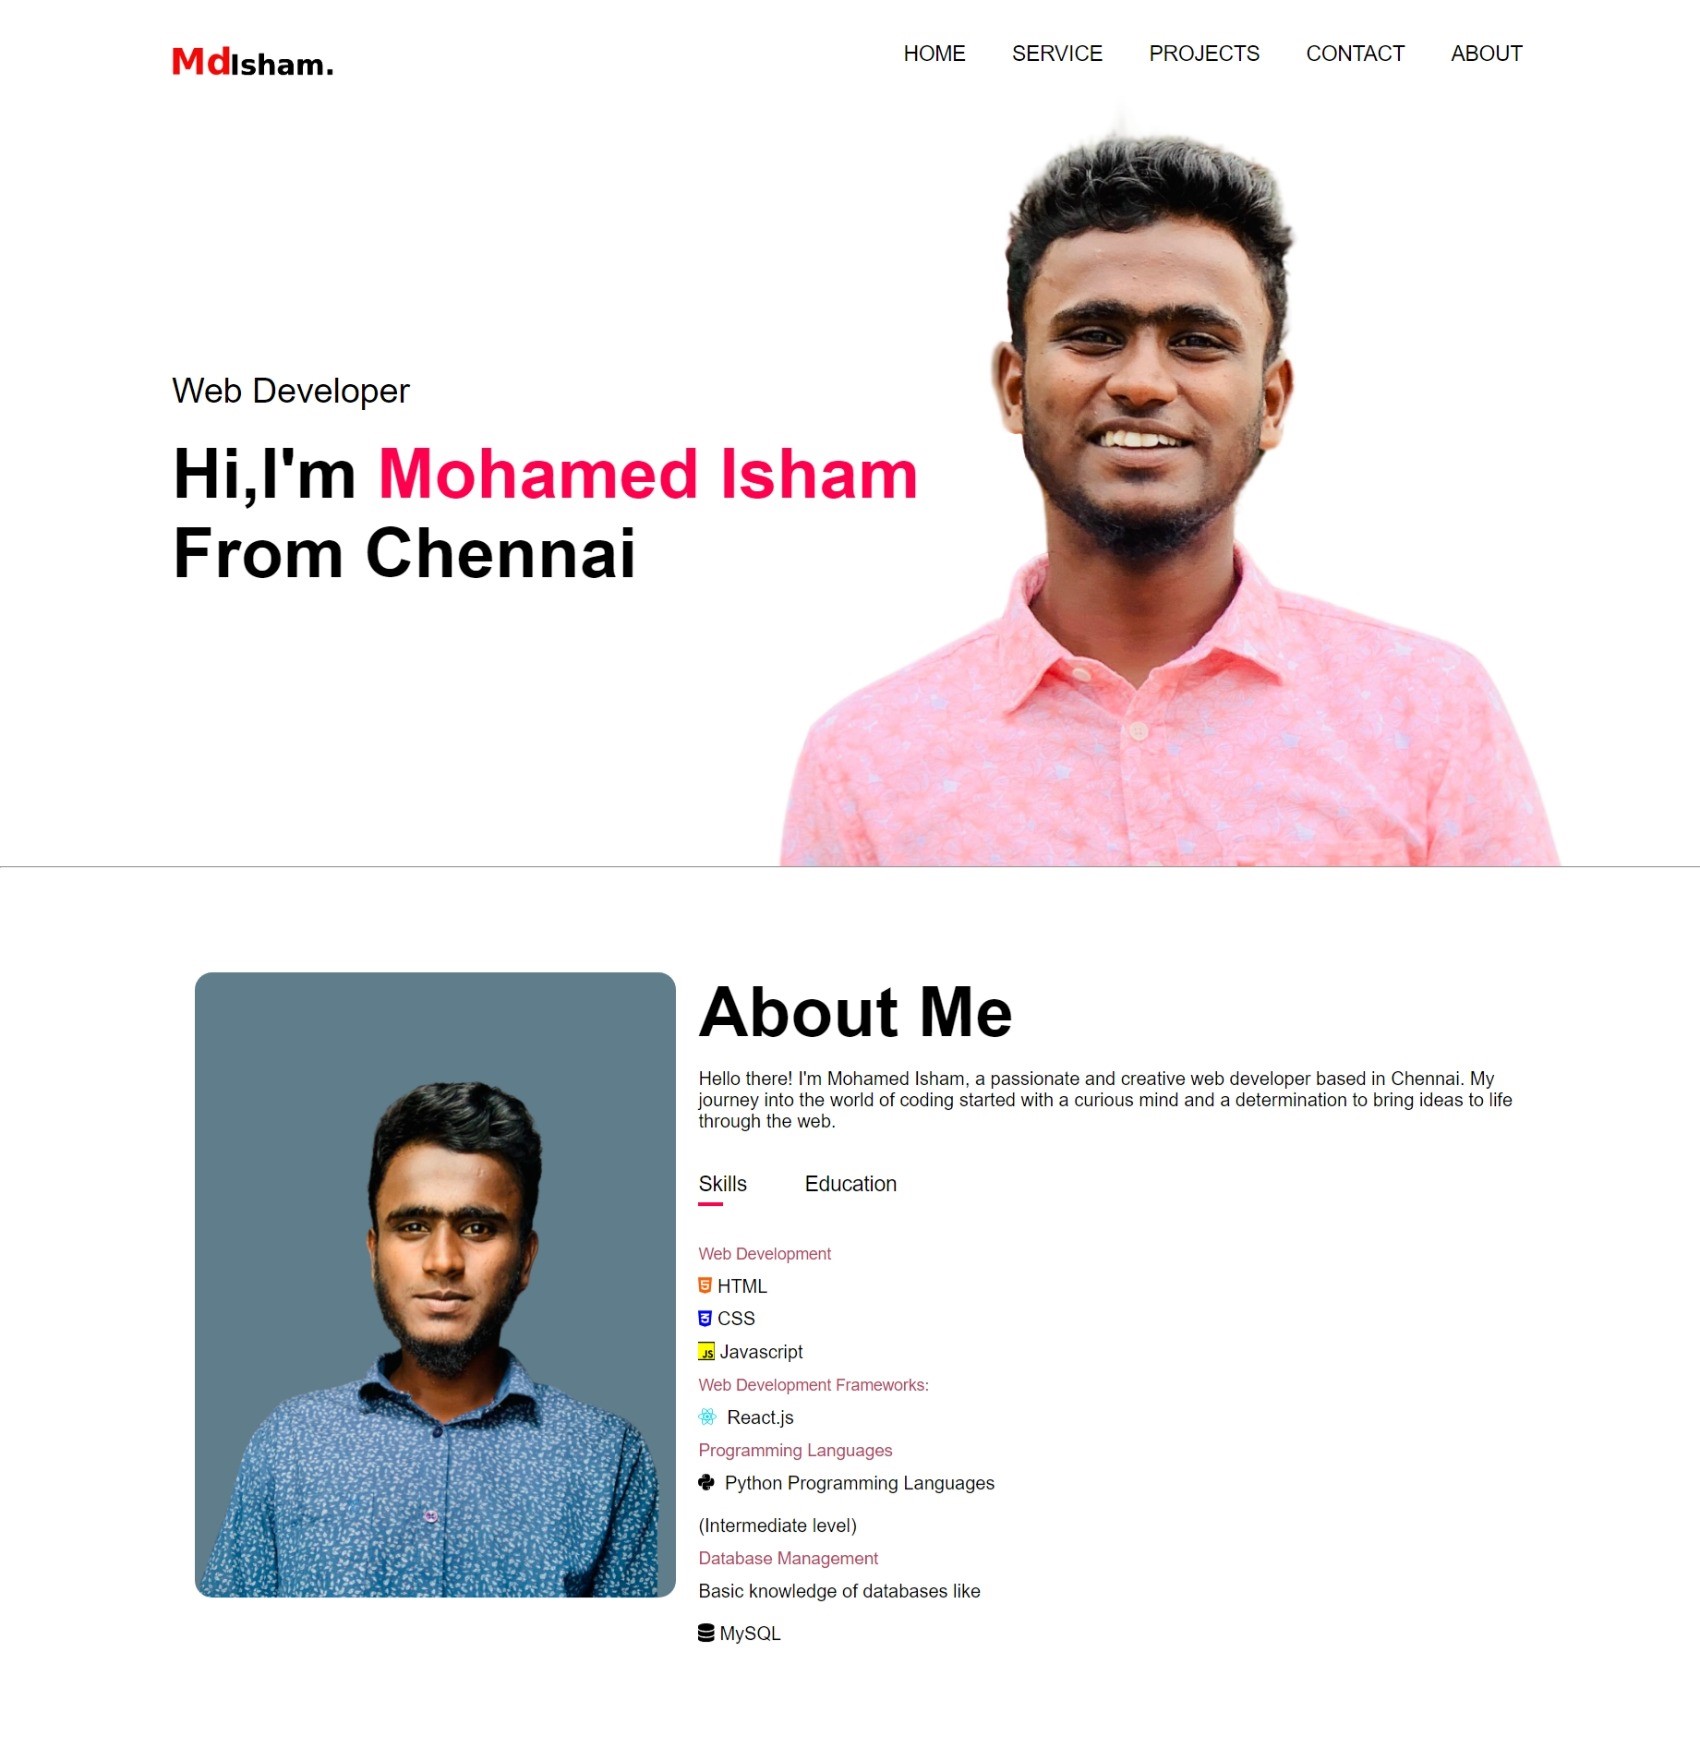 MdIsham.
HOME SERVICE PROJECTS CONTACT ABOUT
Web Developer
Hi,I'm Mohamed Isham
From Chennai
About Me
Hello there! I'm Mohamed Isham, a passionate and creative web developer based in Chennai. My
journey into the world of coding started with a curious mind and a determination to bring ideas to life
through the web.
Skills Education
Web Development
HTML
CSS
JS Javascript
Web Development Frameworks:
React.js
Programming Languages
Python Programming Languages
(Intermediate level)
Database Management
Basic knowledge of databases like
MySQL